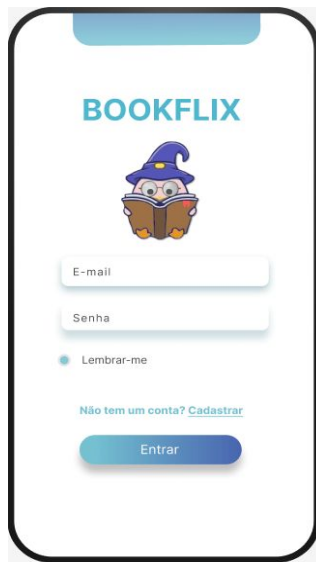 BOOKFLIX
E-mail
Senha
Lembrar-me
Não tem um conta? Cadastrar
Entrar